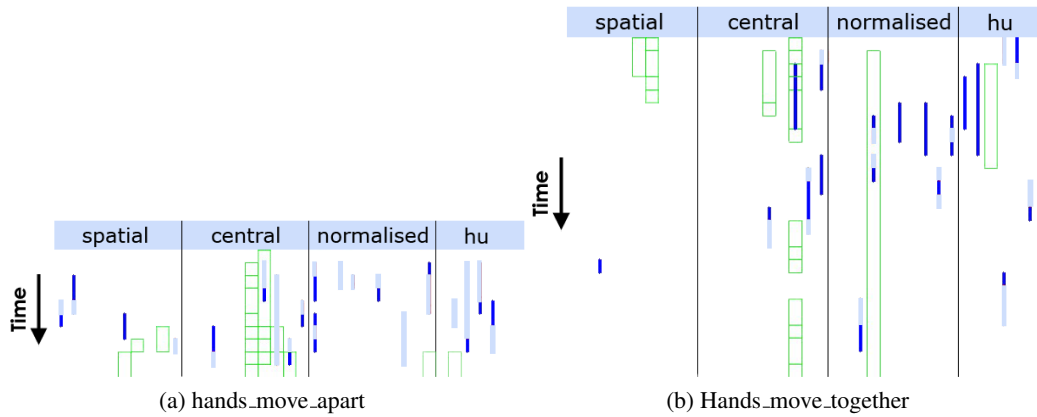 spatial central normalised hu
Time
(a) hands_move_apart
spatial central normalised hu
Time
(b) Hands_move_together